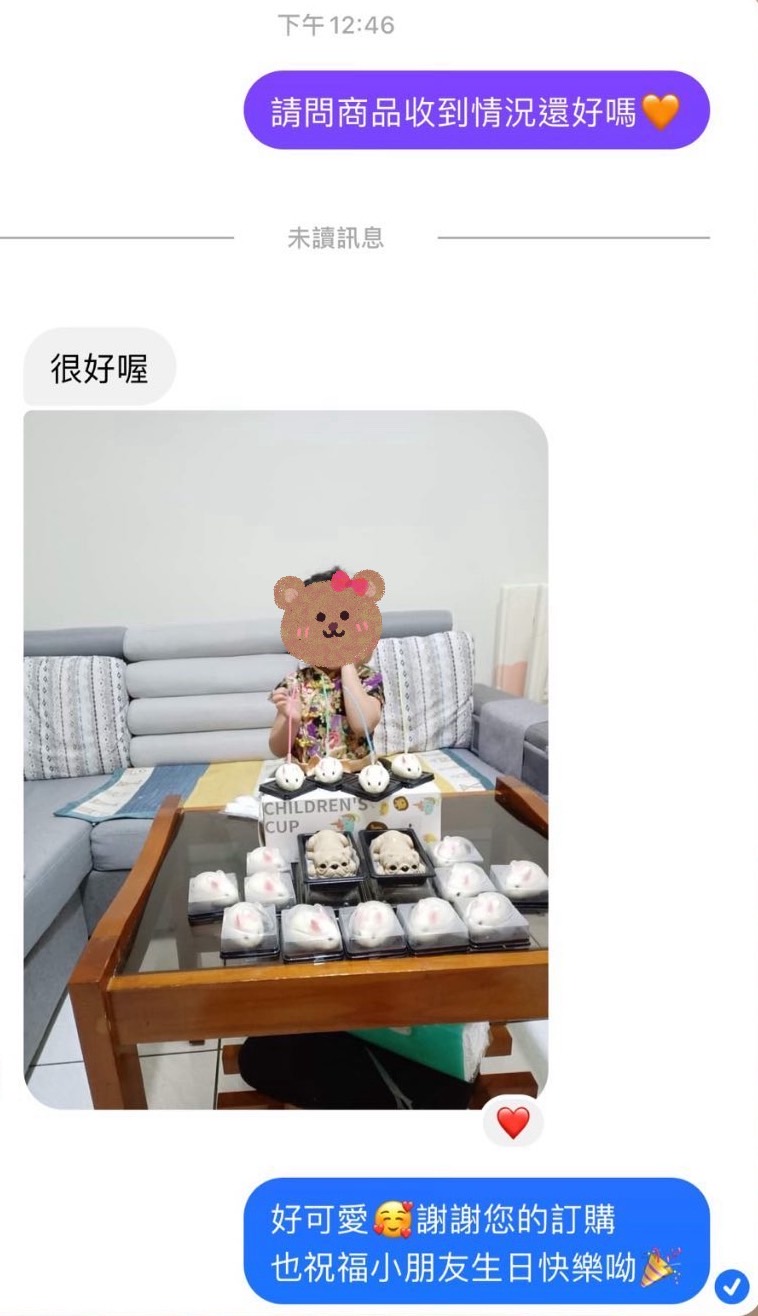 下午12:46
請問商品收到情況還好嗎🧡
未讀訊息
很好喔
CHILDREN'S
CUP
好可愛🥰謝謝您的訂購
也祝福小朋友生日快樂呦🎉